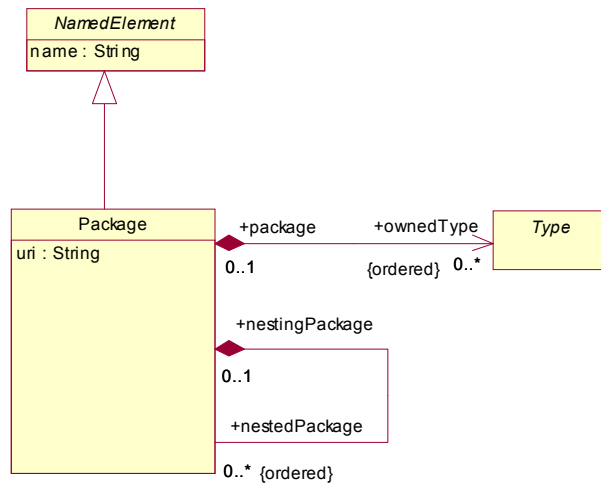 NamedElement
name : String
Package
uri : String
+package
+ownedType
0..1
{ordered}
0..*
Type
+nestingPackage
0..1
+nestedPackage
0..*
{ordered}